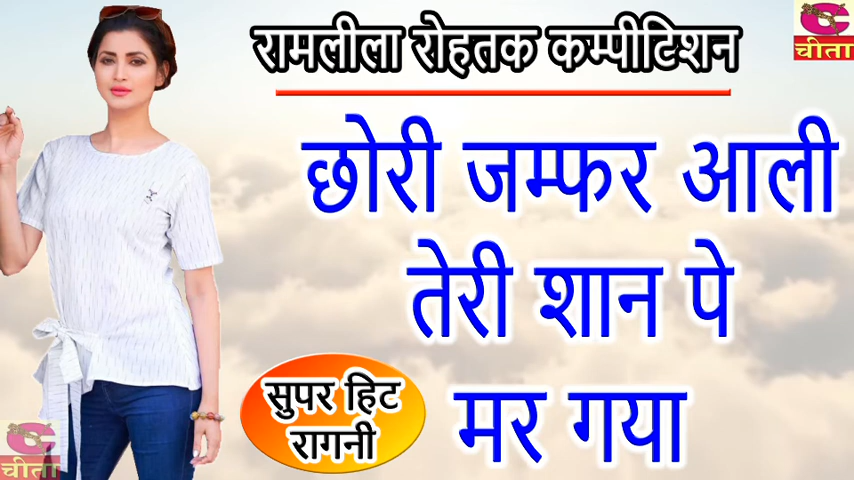 रामलीला रोहतक कम्पीटिशन
चीता
छोरी जम्फर आली
तेरी शान पे
मर गया
सुपर हिट
रागनी
चीता